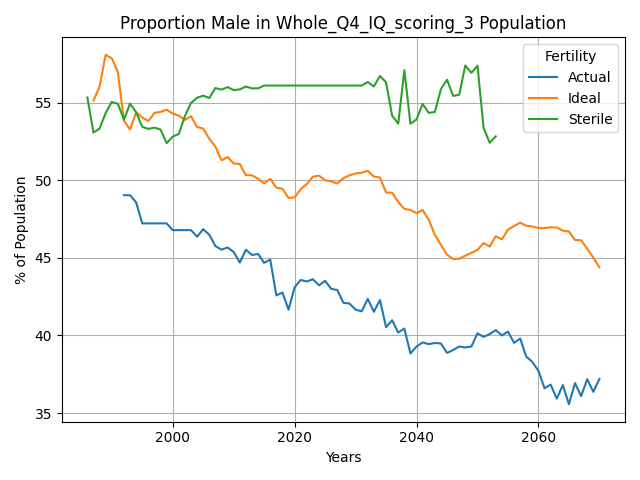 Proportion Male in Whole_Q4_IQ_scoring_3 Population
Fertility
Actual
Ideal
Sterile
% of Population
55
50
45
40
35
2000
2020
2040
2060
Years